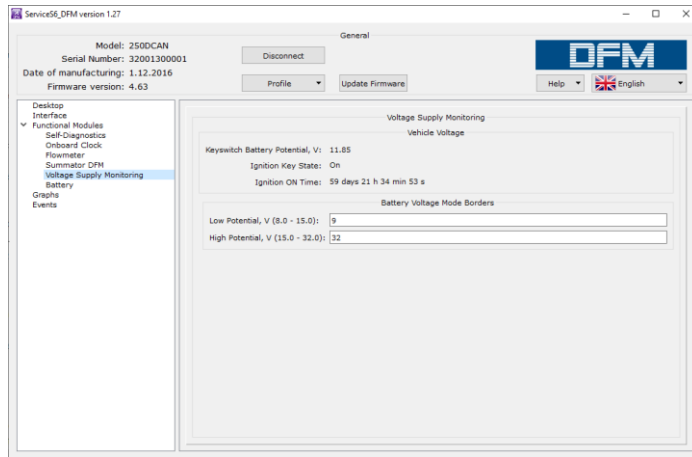 ServiceS6_DFM version 1.27
General
Model: 250DCAN
Serial Number: 32001300001
Date of manufacturing: 1.12.2016
Firmware version: 4.63
Disconnect
Profile
Update Firmware
DFM
Help
English
Desktop
Interface
Functional Modules
Self-Diagnostics
Onboard Clock
Flowmeter
Summator DFM
Voltage Supply Monitoring
Battery
Graphs
Events
Voltage Supply Monitoring
Vehicle Voltage
Keyswitch Battery Potential, V: 11.85
Ignition Key State: On
Ignition ON Time: 59 days 21 h 34 min 53 s
Battery Voltage Mode Borders
Low Potential, V (8.0 - 15.0): 9
High Potential, V (15.0 - 32.0): 32